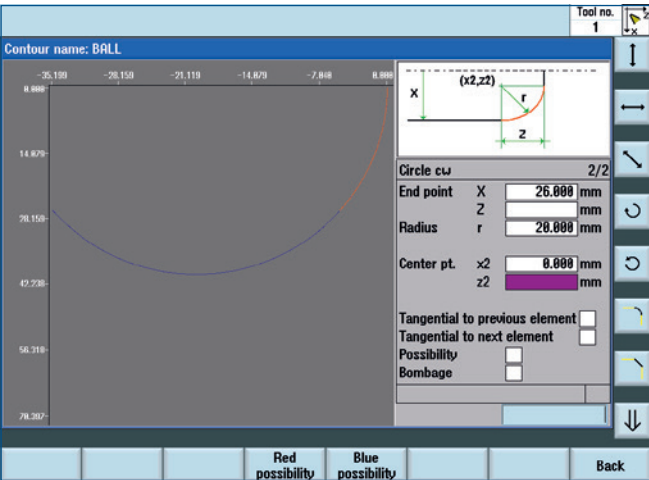 Tool no.
1
Z
X
Contour name: BALL
-35.199 -28.159 -21.119 -14.079 -7.040 0.000
0.000
14.079
28.159
42.238
56.318
70.397
(x2,z2)
X
r
Z
Circle cw 2/2
End point X 26.000 mm
Z mm
Radius r 20.000 mm
Center pt. x2 0.000 mm
z2 mm
Tangential to previous element
Tangential to next element
Possibility
Bombage
Red possibility
Blue possibility
Back